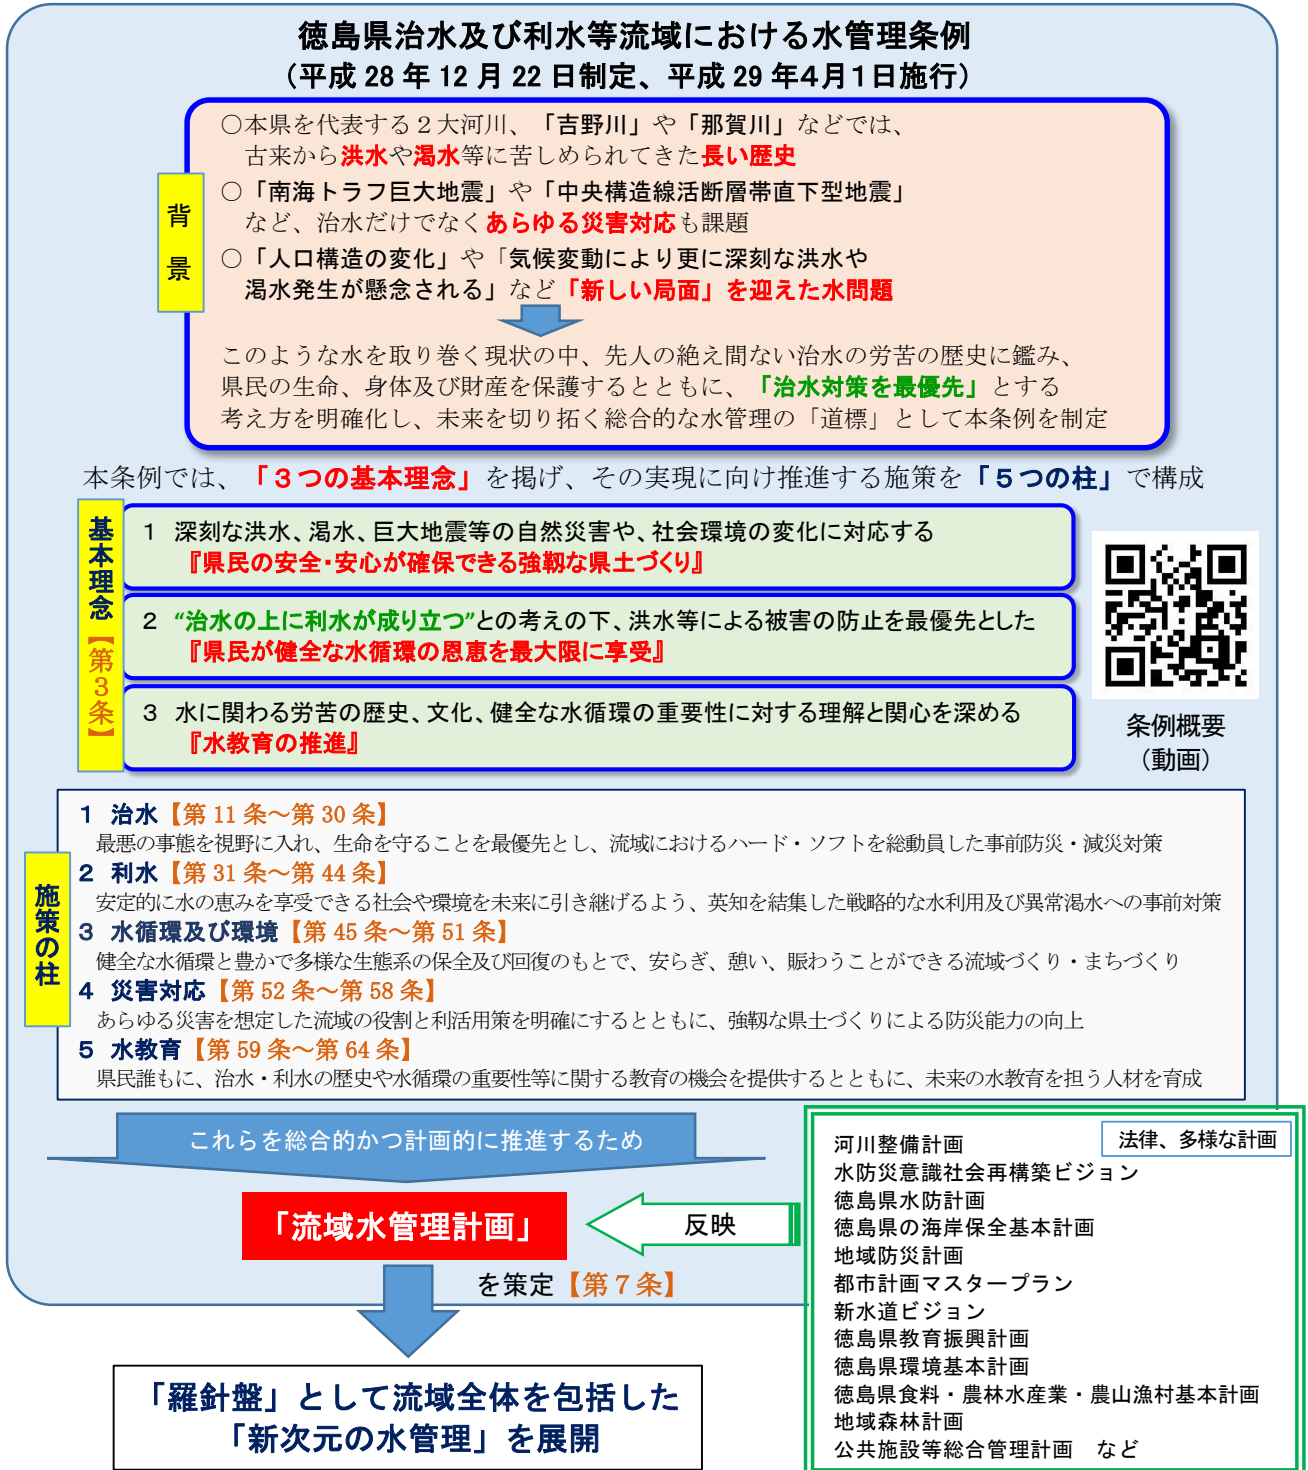 徳島県治水及び利水等流域における水管理条例
（平成 28 年 12 月 22 日制定、平成 29 年4月1日施行）
背景
○本県を代表する２大河川、「吉野川」や「那賀川」などでは、
古来から洪水や渇水等に苦しめられてきた長い歴史
○「南海トラフ巨大地震」や「中央構造線活断層帯直下型地震」
など、治水だけでなくあらゆる災害対応も課題
○「人口構造の変化」や「気候変動により更に深刻な洪水や
渇水発生が懸念される」など「新しい局面」を迎えた水問題
このような水を取り巻く現状の中、先人の絶え間ない治水の労苦の歴史に鑑み、
県民の生命、身体及び財産を保護するとともに、「治水対策を最優先」とする
考え方を明確化し、未来を切り拓く総合的な水管理の「道標」として本条例を制定
本条例では、「３つの基本理念」を掲げ、その実現に向け推進する施策を「５つの柱」で構成
基本理念【第３条】
１　深刻な洪水、渇水、巨大地震等の自然災害や、社会環境の変化に対応する
『県民の安全・安心が確保できる強靱な県土づくり』
２　“治水の上に利水が成り立つ”との考えの下、洪水等による被害の防止を最優先とした
『県民が健全な水循環の恩恵を最大限に享受』
３　水に関わる労苦の歴史、文化、健全な水循環の重要性に対する理解と関心を深める
『水教育の推進』
条例概要
（動画）
施策の柱
１ 治水【第 11 条～第 30 条】
最悪の事態を視野に入れ、生命を守ることを最優先とし、流域におけるハード・ソフトを総動員した事前防災・減災対策
２ 利水【第 31 条～第 44 条】
安定的に水の恵みを享受できる社会や環境を未来に引き継げるよう、英知を結集した戦略的な水利用及び異常渇水への事前対策
３ 水循環及び環境【第 45 条～第 51 条】
健全な水循環と豊かで多様な生態系の保全及び回復のもとで、安らぎ、憩い、賑わうことができる流域づくり・まちづくり
４ 災害対応【第 52 条～第 58 条】
あらゆる災害を想定した流域の役割と利活用策を明確にするとともに、強靱な県土づくりによる防災能力の向上
５ 水教育【第 59 条～第 64 条】
県民誰もに、治水・利水の歴史や水循環の重要性等に関する教育の機会を提供するとともに、未来の水教育を担う人材を育成
これらを総合的かつ計画的に推進するため
「流域水管理計画」
反映
を策定【第７条】
「羅針盤」として流域全体を包括した
「新次元の水管理」を展開
法律、多様な計画
河川整備計画
水防災意識社会再構築ビジョン
徳島県水防計画
徳島県の海岸保全基本計画
地域防災計画
都市計画マスタープラン
新水道ビジョン
徳島県教育振興計画
徳島県環境基本計画
徳島県食料・農林水産業・農山漁村基本計画
地域森林計画
公共施設等総合管理計画　など